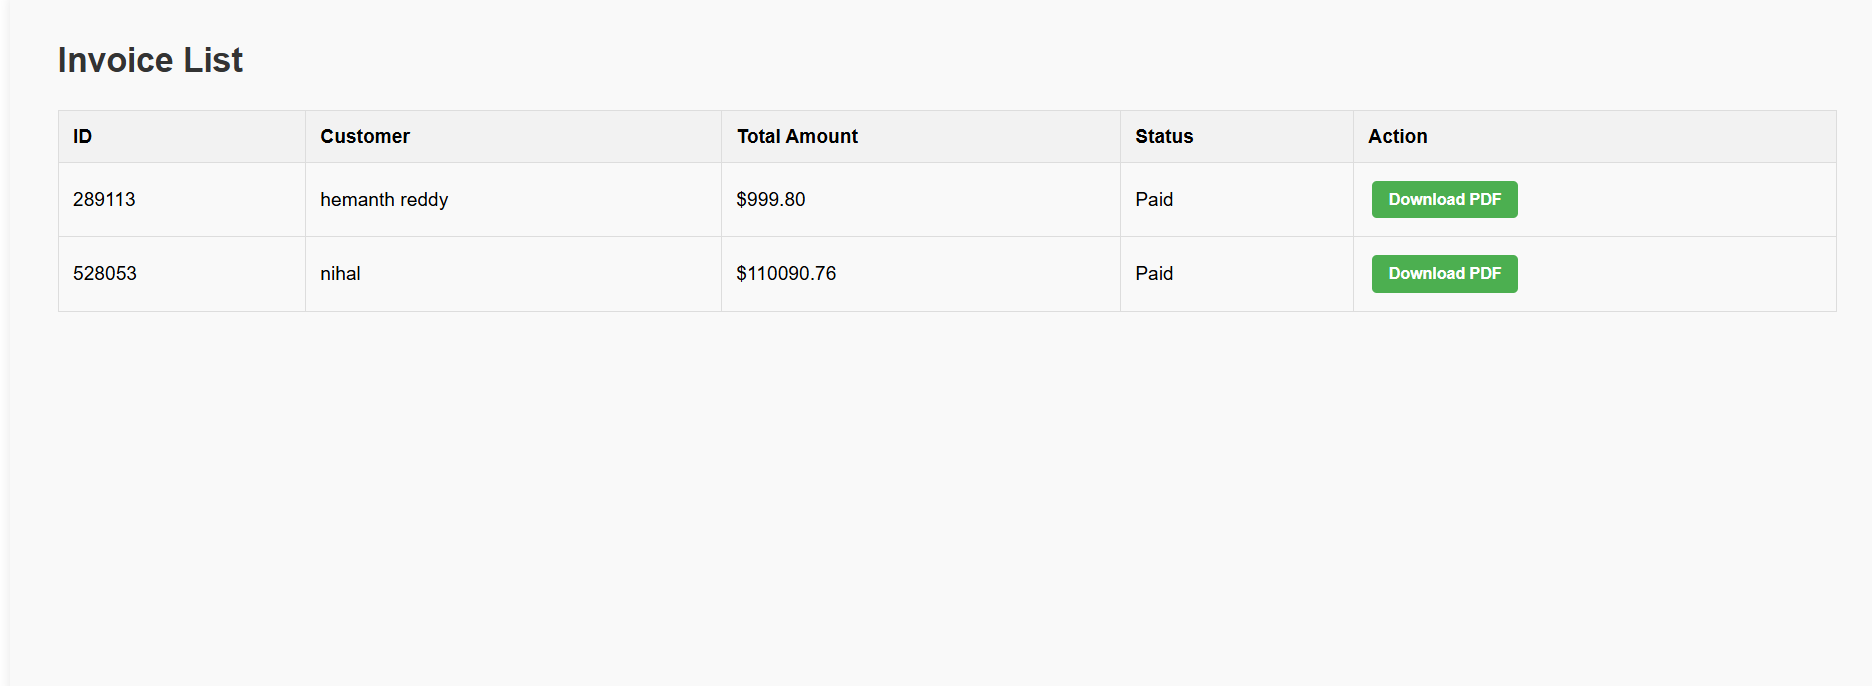 Invoice List
ID Customer Total Amount Status Action
289113 hemanth reddy $999.80 Paid Download PDF
528053 nihal $110090.76 Paid Download PDF